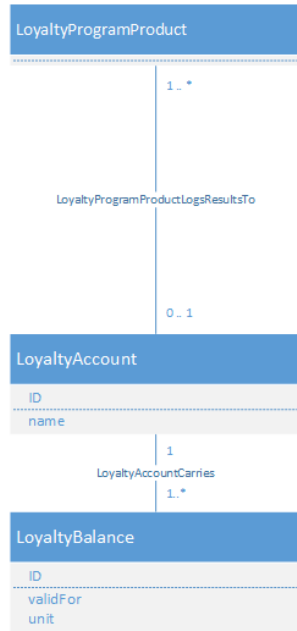 LoyaltyProgramProduct
1.. *
LoyaltyProgramProductLogsResultsTo
0.. 1
LoyaltyAccount
ID
name
1
LoyaltyAccountCarries
1..*
LoyaltyBalance
ID
validFor
unit